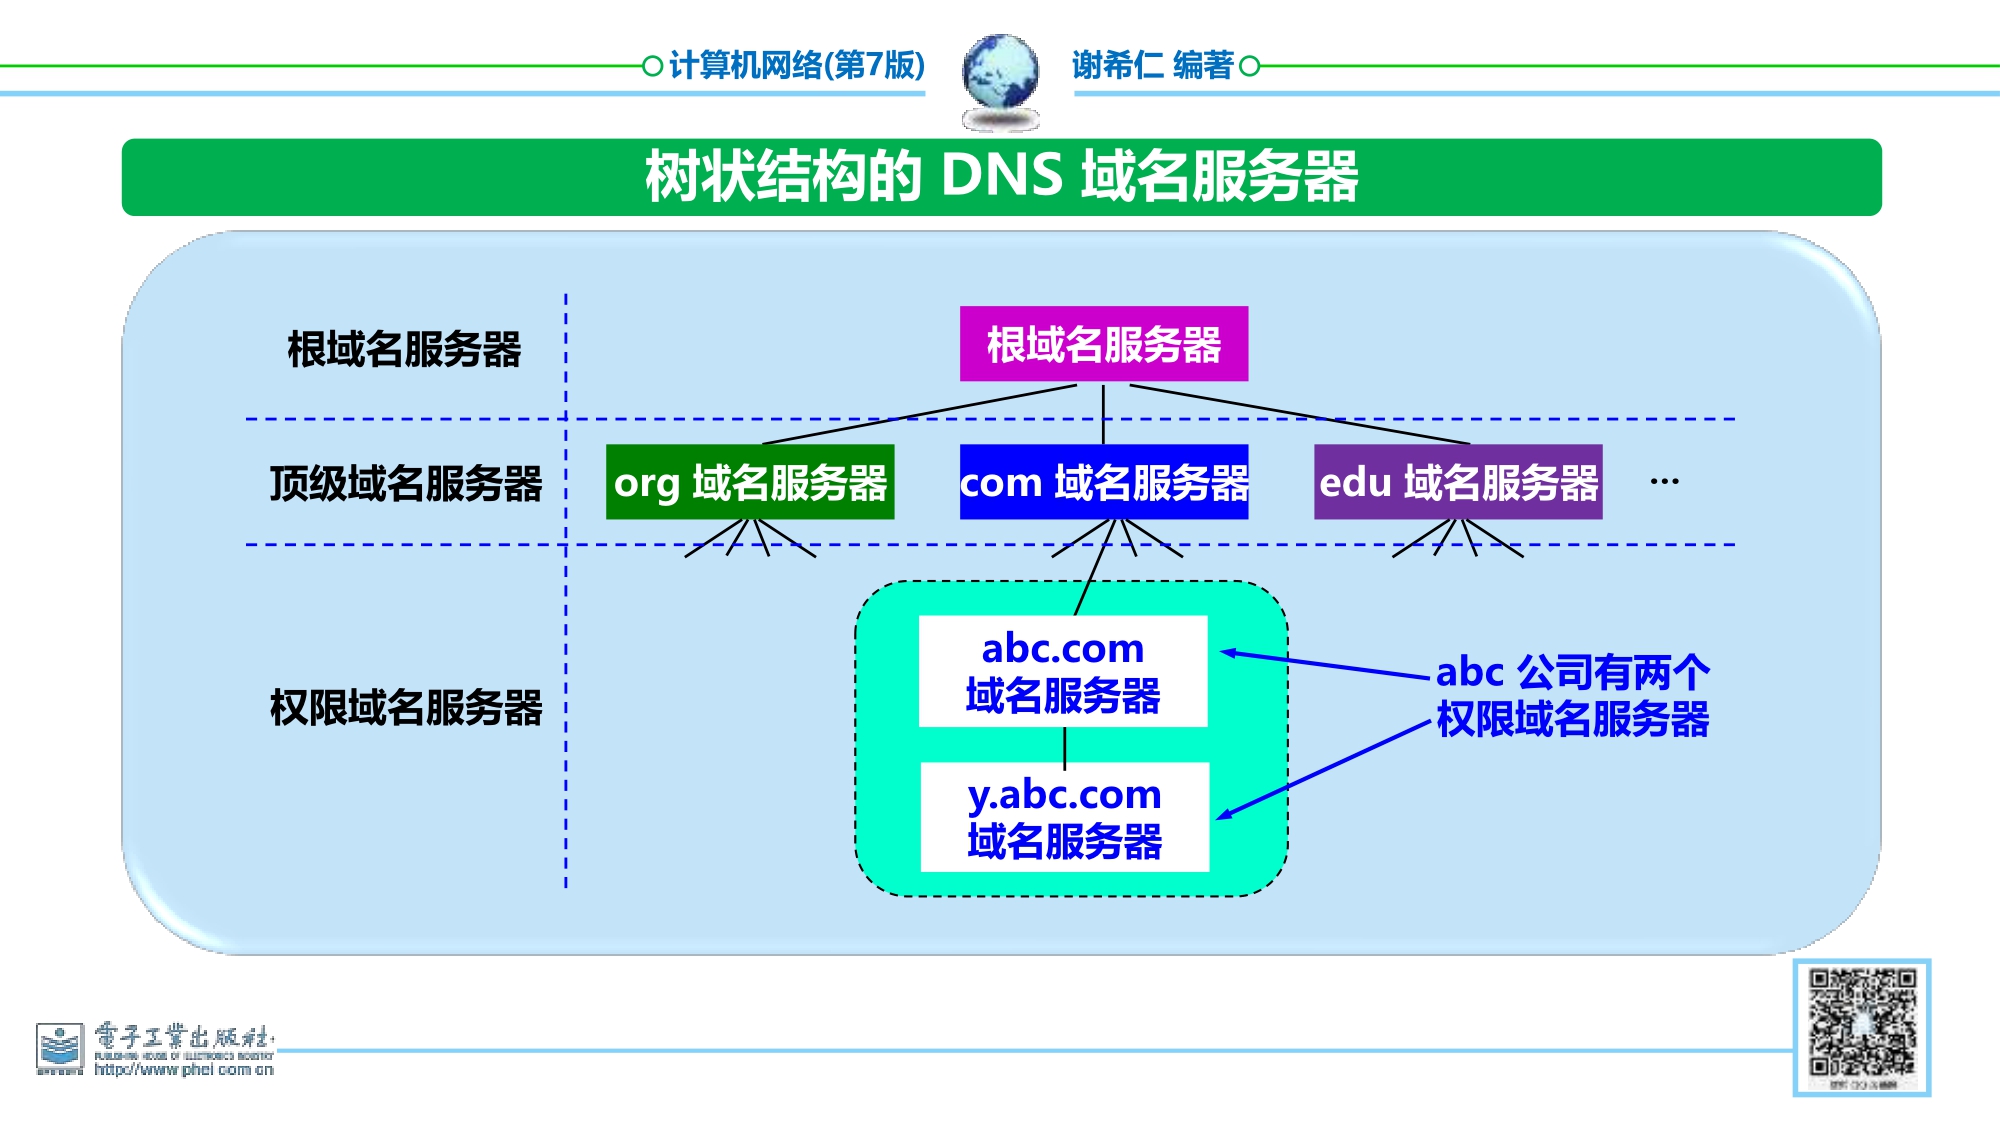 计算机网络(第7版)
谢希仁 编著
树状结构的 DNS 域名服务器
根域名服务器
根域名服务器
顶级域名服务器
org 域名服务器
com 域名服务器
edu 域名服务器
...
权限域名服务器
abc.com
域名服务器
y.abc.com
域名服务器
abc 公司有两个
权限域名服务器
電子工業出版社
PUBLISHING HOUSE OF ELECTRONICS INDUSTRY
http://www.phei.com.cn